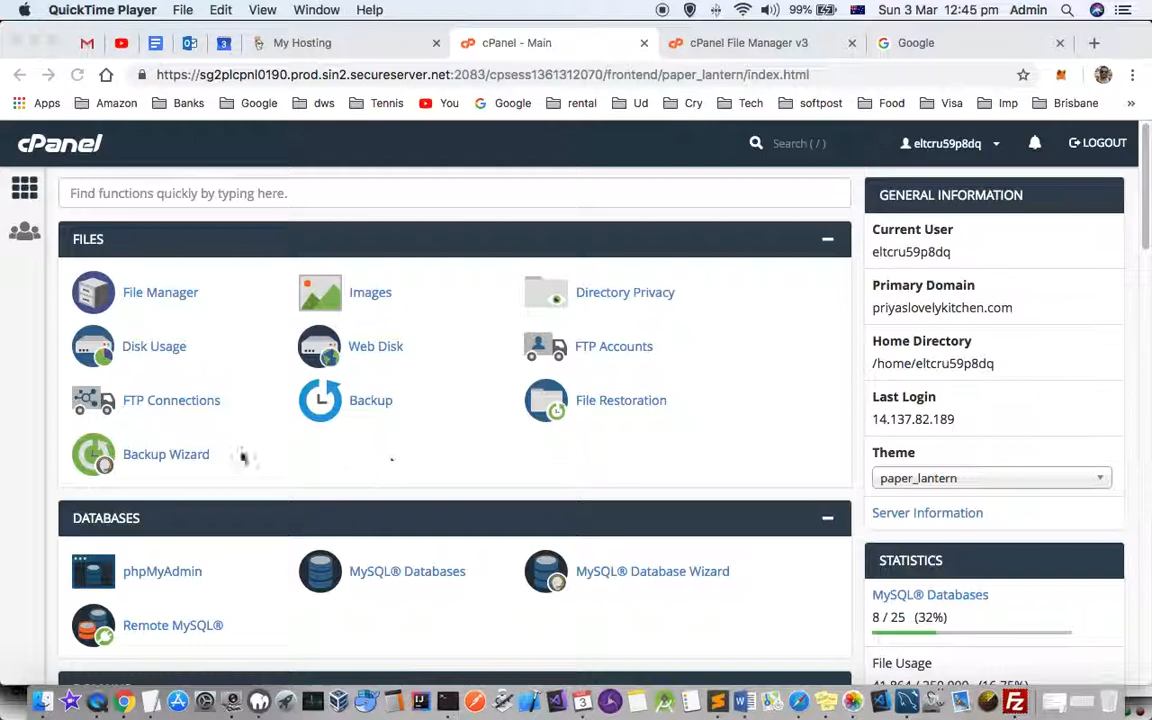 QuickTime Player File Edit View Window Help 99% Sun 3 Mar 12:45 pm Admin
My Hosting × cPanel - Main × cPanel File Manager v3 × Google × +
https://sg2plcpnl0190.prod.sin2.secureserver.net:2083/cpsess1361312070/frontend/paper_lantern/index.html
Apps Amazon Banks Google dws Tennis You Google rental Ud Cry Tech softpost Food Visa Imp Brisbane »
cPanel Search ( / ) eltcru59p8dq LOGOUT
Find functions quickly by typing here.
FILES
File Manager Images Directory Privacy
Disk Usage Web Disk FTP Accounts
FTP Connections Backup File Restoration
Backup Wizard
DATABASES
phpMyAdmin MySQL® Databases MySQL® Database Wizard
Remote MySQL®
GENERAL INFORMATION
Current User
eltcru59p8dq
Primary Domain
priyaslovelykitchen.com
Home Directory
/home/eltcru59p8dq
Last Login
14.137.82.189
Theme
paper_lantern
Server Information
STATISTICS
MySQL® Databases
8 / 25 (32%)
File Usage